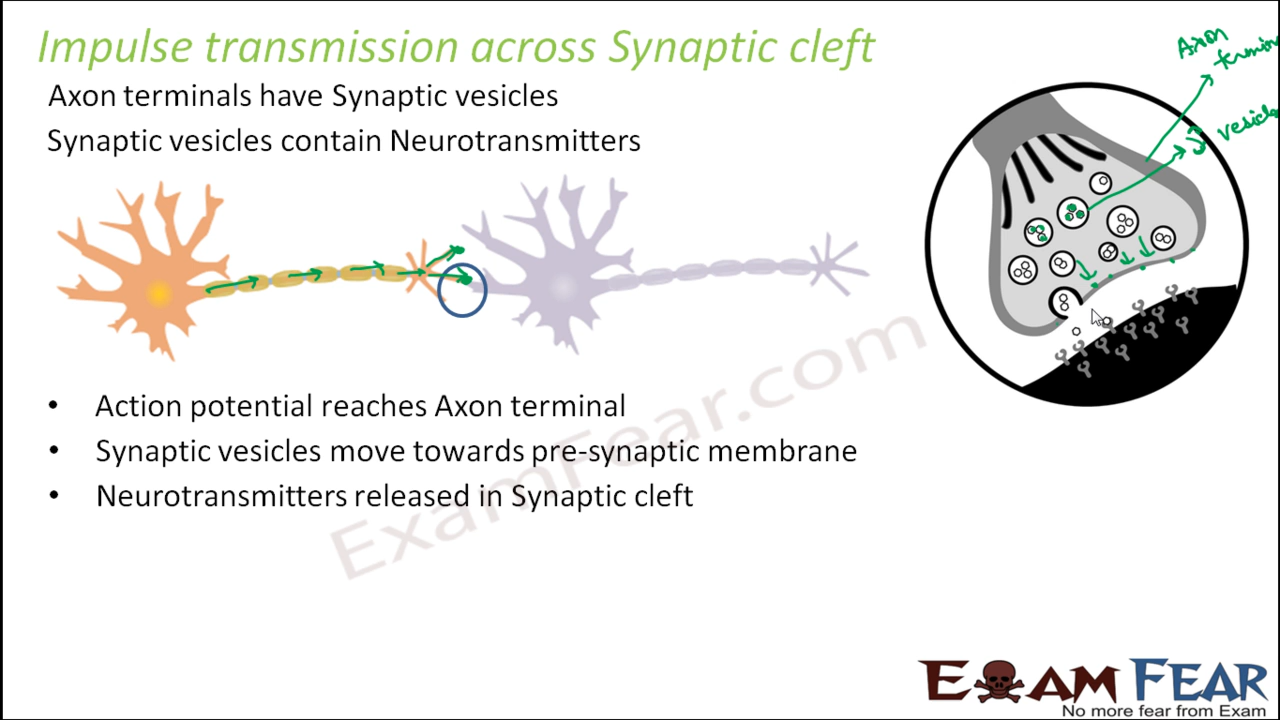 Impulse transmission across Synaptic cleft
Axon terminals have Synaptic vesicles
Synaptic vesicles contain Neurotransmitters
Axon
vesicle
• Action potential reaches Axon terminal
• Synaptic vesicles move towards pre-synaptic membrane
• Neurotransmitters released in Synaptic cleft
ExamFear.com
EXAM FEAR
No more fear from Exam